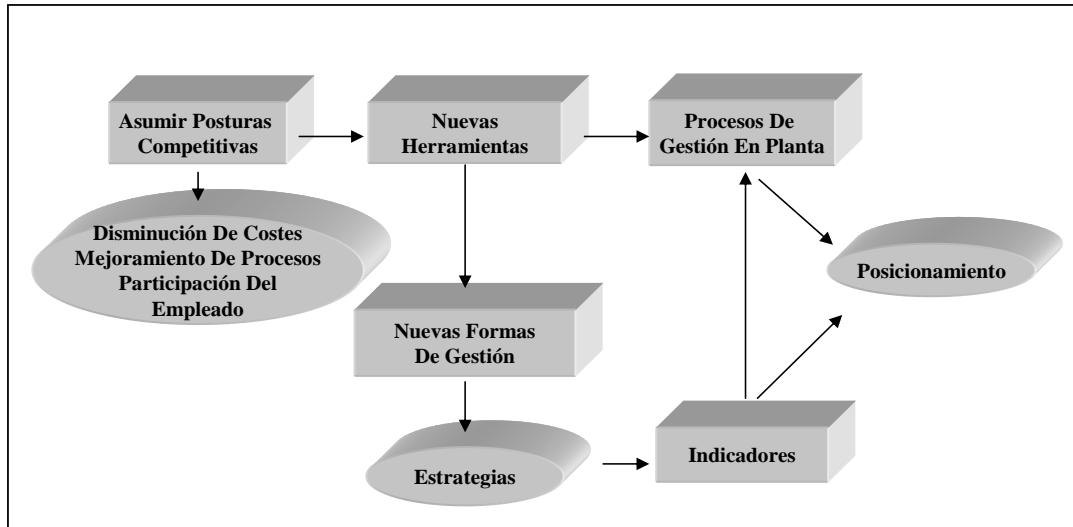 Asumir Posturas
Competitivas
Nuevas
Herramientas
Procesos De
Gestión En Planta
Disminución De Costes
Mejoramiento De Procesos
Participación Del
Empleado
Posicionamiento
Nuevas Formas
De Gestión
Estrategias
Indicadores